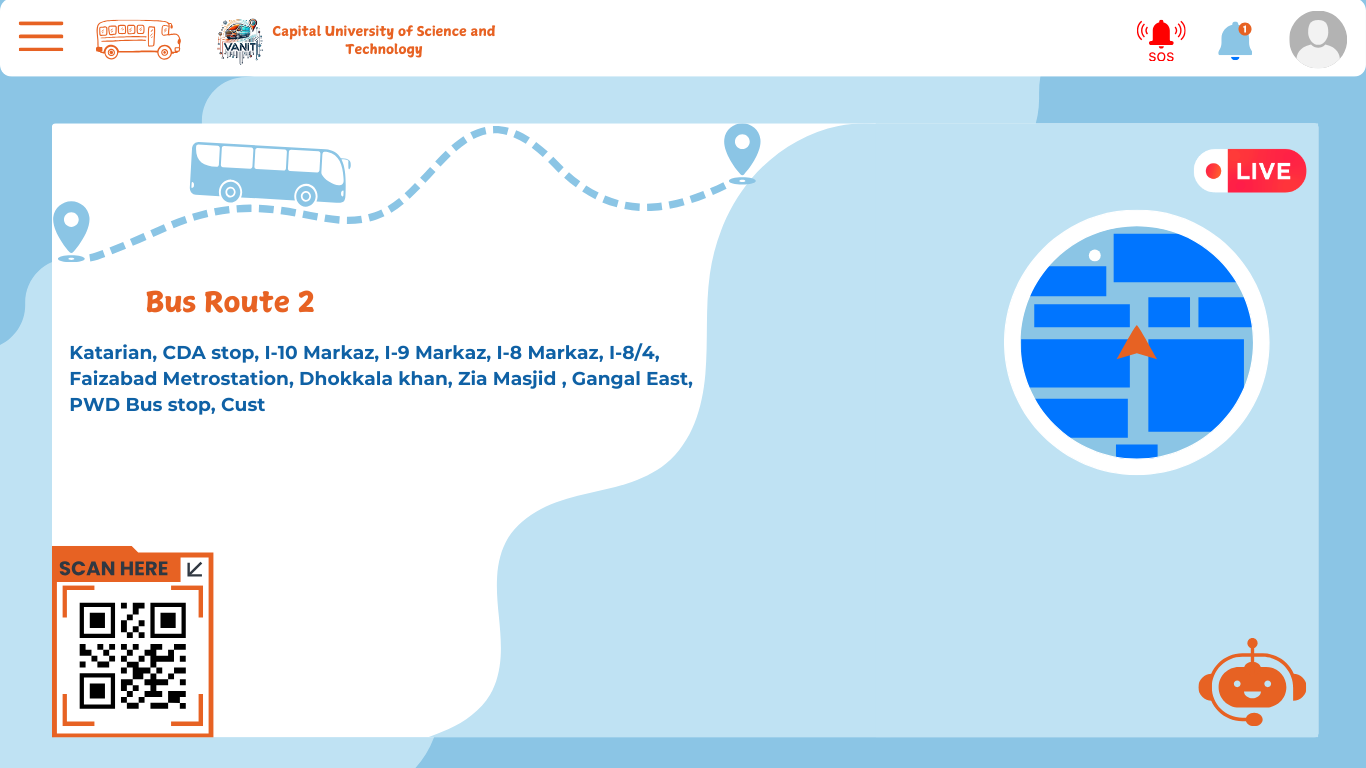 VANIT
Capital University of Science and
Technology
SOS
1
LIVE
Bus Route 2
Katarian, CDA stop, I-10 Markaz, I-9 Markaz, I-8 Markaz, I-8/4,
Faizabad Metrostation, Dhokkala khan, Zia Masjid , Gangal East,
PWD Bus stop, Cust
SCAN HERE